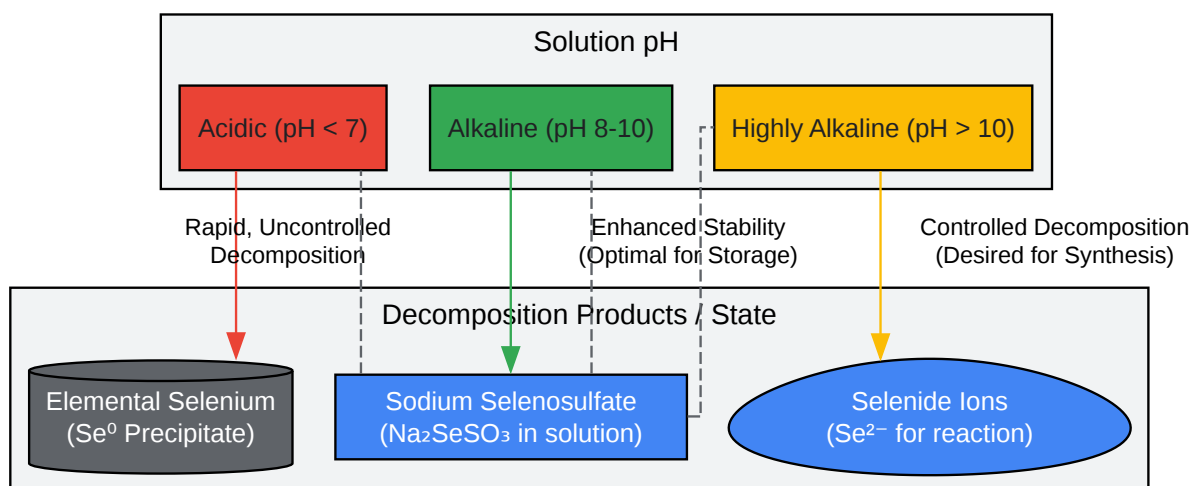 Solution pH
Acidic (pH < 7)
Alkaline (pH 8-10)
Highly Alkaline (pH > 10)
Rapid, Uncontrolled
Decomposition
Enhanced Stability
(Optimal for Storage)
Controlled Decomposition
(Desired for Synthesis)
Decomposition Products / State
Elemental Selenium
(Se⁰ Precipitate)
Sodium Selenosulfate
(Na₂SeSO₃ in solution)
Selenide Ions
(Se²⁻ for reaction)